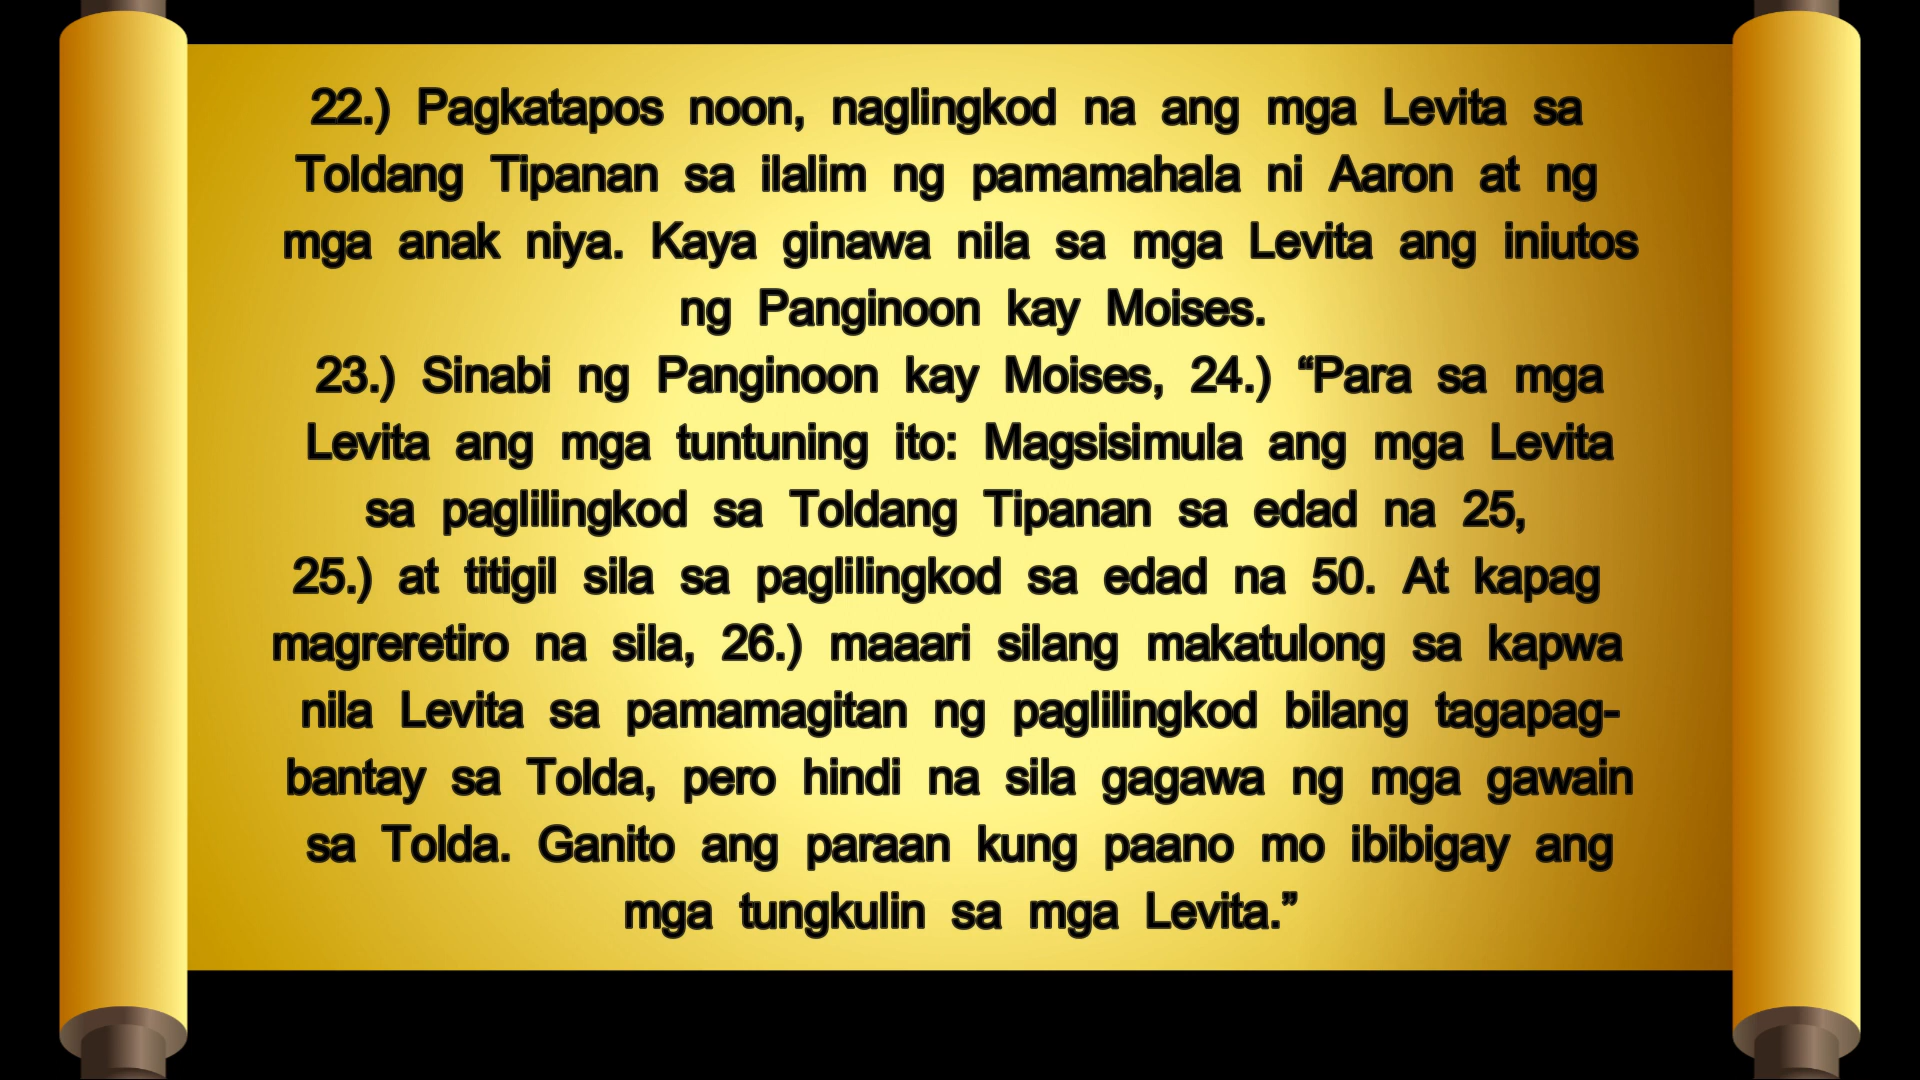 22.) Pagkatapos noon, naglingkod na ang mga Levita sa
Toldang Tipanan sa ilalim ng pamamahala ni Aaron at ng
mga anak niya. Kaya ginawa nila sa mga Levita ang iniutos
ng Panginoon kay Moises.
23.) Sinabi ng Panginoon kay Moises, 24.) “Para sa mga
Levita ang mga tuntuning ito: Magsisimula ang mga Levita
sa paglilingkod sa Toldang Tipanan sa edad na 25,
25.) at titigil sila sa paglilingkod sa edad na 50. At kapag
magreretiro na sila, 26.) maaari silang makatulong sa kapwa
nila Levita sa pamamagitan ng paglilingkod bilang tagapag-
bantay sa Tolda, pero hindi na sila gagawa ng mga gawain
sa Tolda. Ganito ang paraan kung paano mo ibibigay ang
mga tungkulin sa mga Levita.”